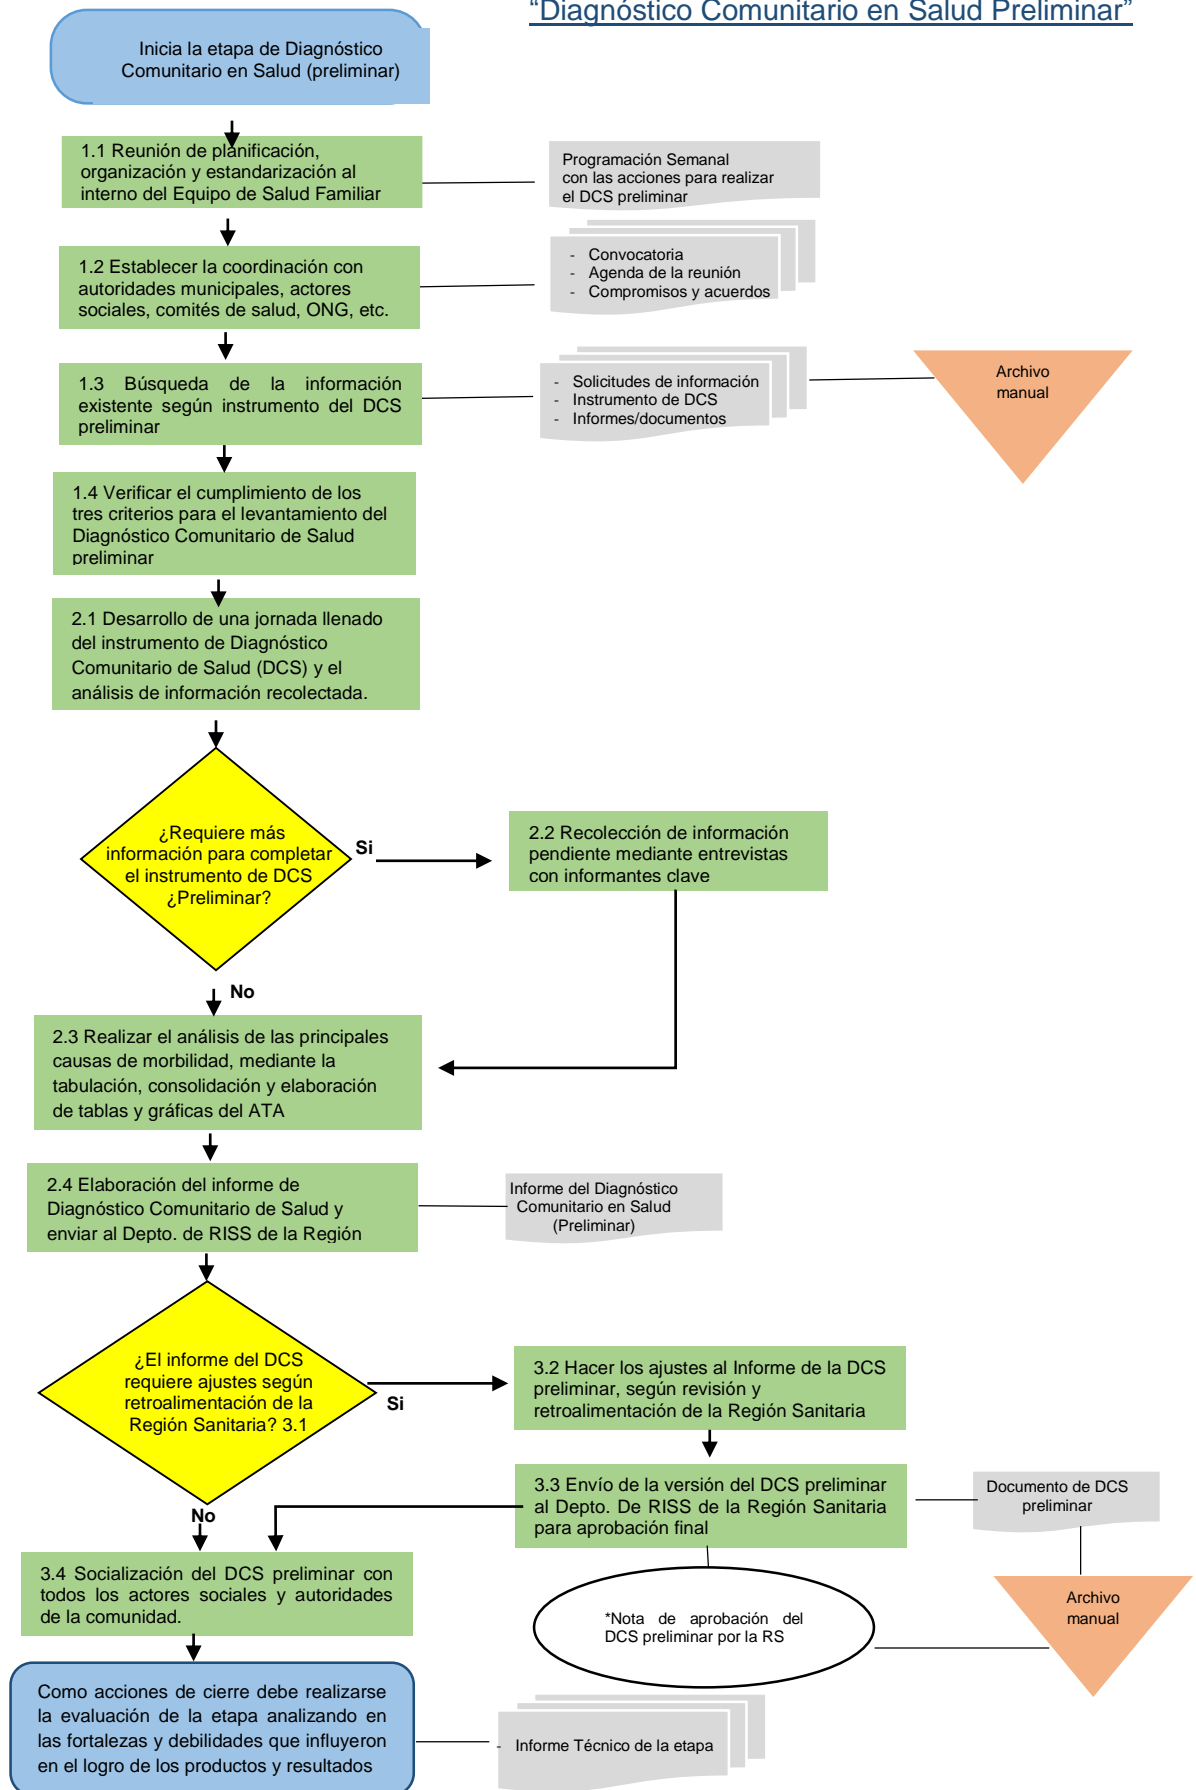 “Diagnóstico Comunitario en Salud Preliminar”
Inicia la etapa de Diagnóstico
Comunitario en Salud (preliminar)
1.1 Reunión de planificación,
organización y estandarización al
interno del Equipo de Salud Familiar
Programación Semanal
con las acciones para realizar
el DCS preliminar
1.2 Establecer la coordinación con
autoridades municipales, actores
sociales, comités de salud, ONG, etc.
- Convocatoria
- Agenda de la reunión
- Compromisos y acuerdos
1.3 Búsqueda de la información
existente según instrumento del DCS
preliminar
- Solicitudes de información
- Instrumento de DCS
- Informes/documentos
Archivo
manual
1.4 Verificar el cumplimiento de los
tres criterios para el levantamiento del
Diagnóstico Comunitario de Salud
preliminar
2.1 Desarrollo de una jornada llenado
del instrumento de Diagnóstico
Comunitario de Salud (DCS) y el
análisis de información recolectada.
¿Requiere más
información para completar
el instrumento de DCS
¿Preliminar?
Si
2.2 Recolección de información
pendiente mediante entrevistas
con informantes clave
No
2.3 Realizar el análisis de las principales
causas de morbilidad, mediante la
tabulación, consolidación y elaboración
de tablas y gráficas del ATA
2.4 Elaboración del informe de
Diagnóstico Comunitario de Salud y
enviar al Depto. de RISS de la Región
Informe del Diagnóstico
Comunitario en Salud
(Preliminar)
¿El informe del DCS
requiere ajustes según
retroalimentación de la
Región Sanitaria? 3.1
Si
3.2 Hacer los ajustes al Informe de la DCS
preliminar, según revisión y
retroalimentación de la Región Sanitaria
3.3 Envío de la versión del DCS preliminar
al Depto. De RISS de la Región Sanitaria
para aprobación final
Documento de DCS
preliminar
No
3.4 Socialización del DCS preliminar con
todos los actores sociales y autoridades
de la comunidad.
*Nota de aprobación del
DCS preliminar por la RS
Archivo
manual
Como acciones de cierre debe realizarse
la evaluación de la etapa analizando en
las fortalezas y debilidades que influyeron
en el logro de los productos y resultados
- Informe Técnico de la etapa